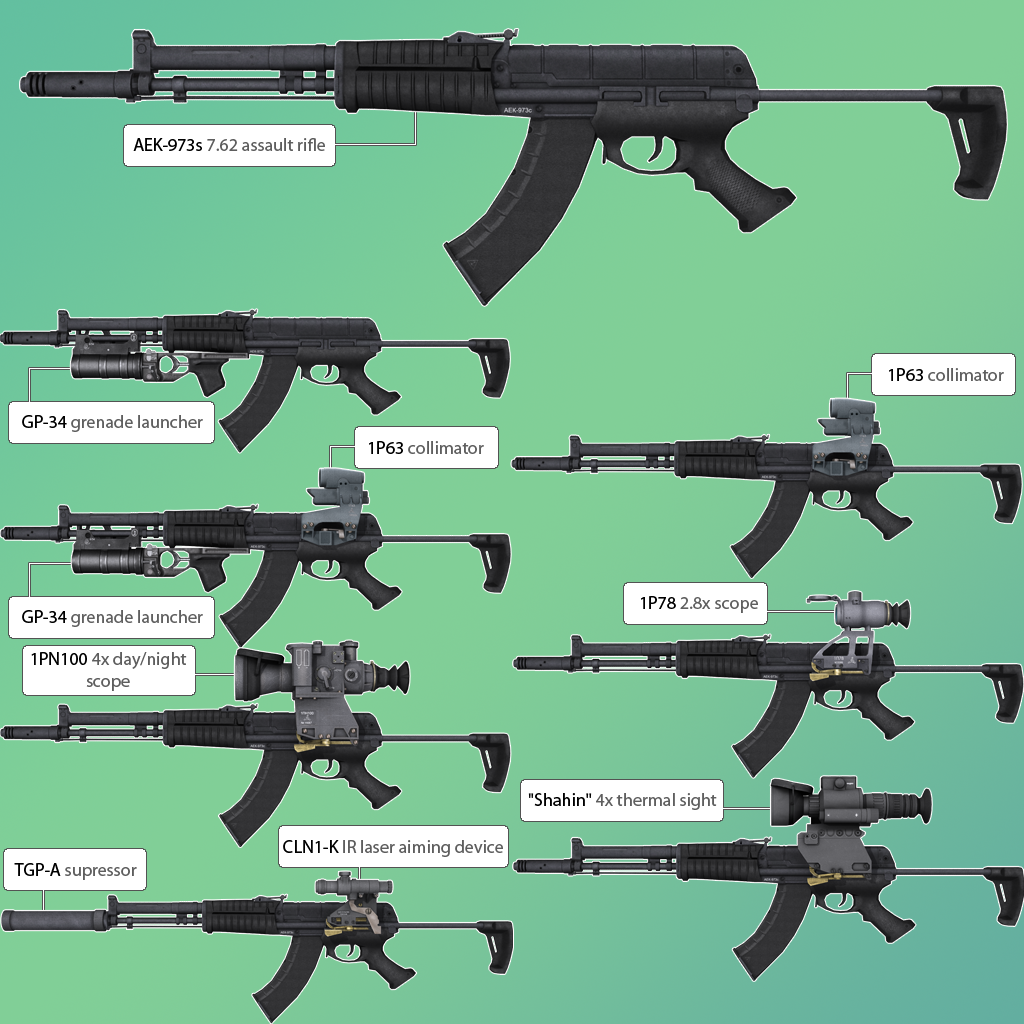 AEK-973c
AEK-973s 7.62 assault rifle
1P63 collimator
GP-34 grenade launcher
1P63 collimator
1P78 2.8x scope
GP-34 grenade launcher
1PN100 4x day/night
scope
"Shahin" 4x thermal sight
CLN1-K IR laser aiming device
TGP-A supressor